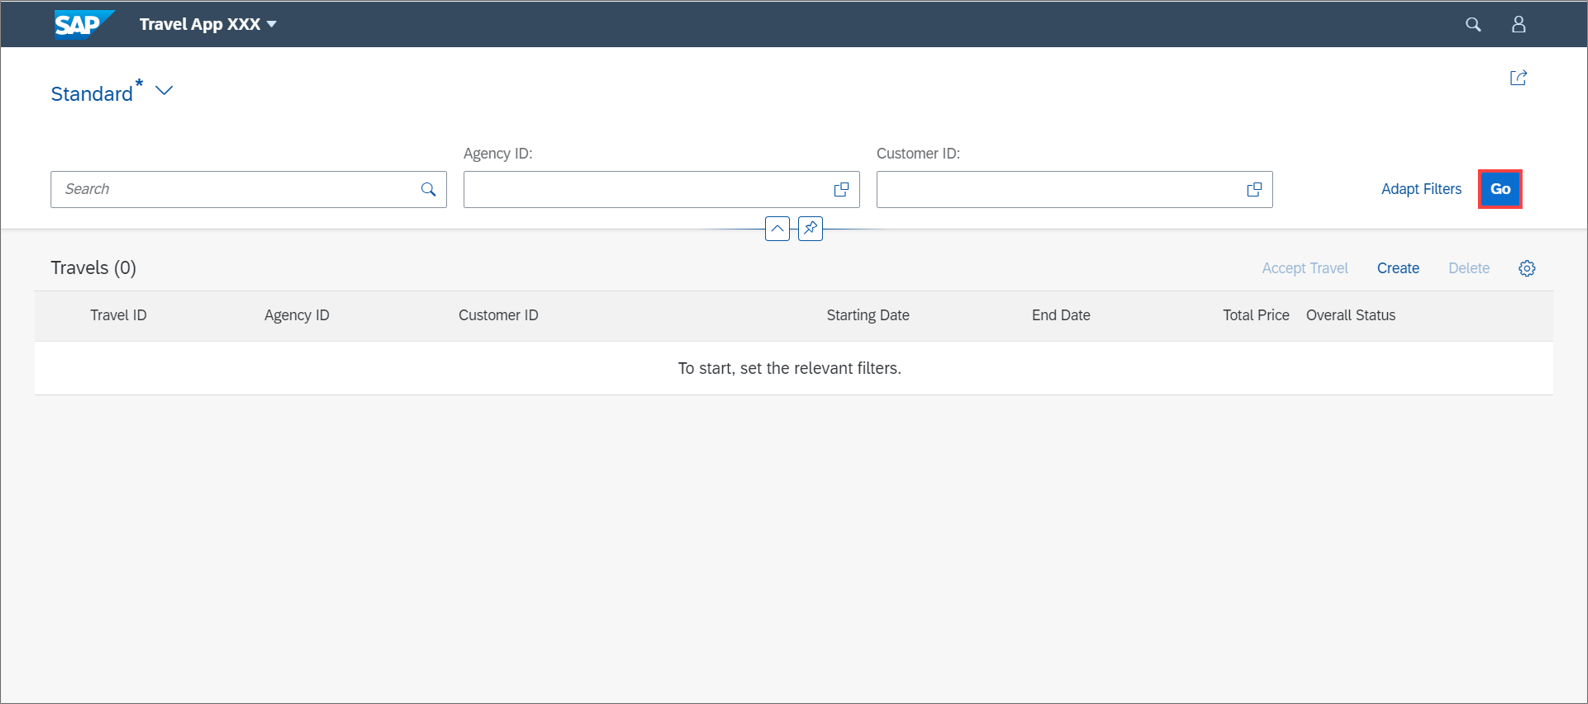 SAP Travel App XXX
Standard *
Agency ID: Customer ID:
Search Adapt Filters Go
Travels (0) Accept Travel Create Delete
Travel ID Agency ID Customer ID Starting Date End Date Total Price Overall Status
To start, set the relevant filters.